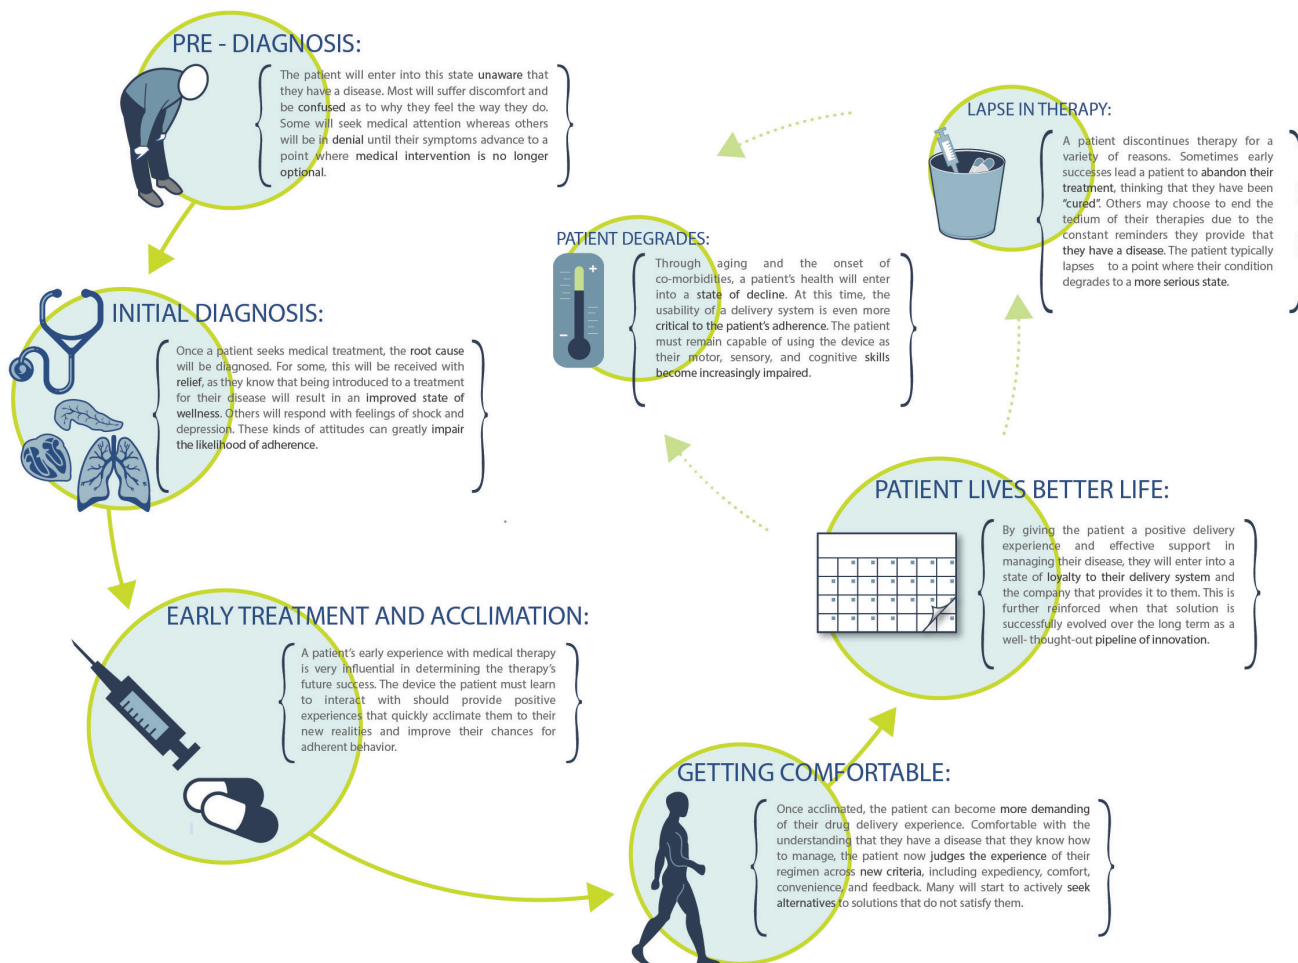 PRE - DIAGNOSIS:
The patient will enter into this state unaware that
they have a disease. Most will suffer discomfort and
be confused as to why they feel the way they do.
Some will seek medical attention whereas others
will be in denial until their symptoms advance to a
point where medical intervention is no longer
optional.
INITIAL DIAGNOSIS:
Once a patient seeks medical treatment, the root cause
will be diagnosed. For some, this will be received with
relief, as they know that being introduced to a treatment
for their disease will result in an improved state of
wellness. Others will respond with feelings of shock and
depression. These kinds of attitudes can greatly impair
the likelihood of adherence.
EARLY TREATMENT AND ACCLIMATION:
A patient's early experience with medical therapy
is very influential in determining the therapy's
future success. The device the patient must learn
to interact with should provide positive
experiences that quickly acclimate them to their
new realities and improve their chances for
adherent behavior.
GETTING COMFORTABLE:
Once acclimated, the patient can become more demanding
of their drug delivery experience. Comfortable with the
understanding that they have a disease that they know how
to manage, the patient now judges the experience of their
regimen across new criteria, including expediency, comfort,
convenience, and feedback. Many will start to actively seek
alternatives to solutions that do not satisfy them.
PATIENT LIVES BETTER LIFE:
By giving the patient a positive delivery
experience and effective support in
managing their disease, they will enter into a
state of loyalty to their delivery system and
the company that provides it to them. This is
further reinforced when that solution is
successfully evolved over the long term as a
well- thought-out pipeline of innovation.
PATIENT DEGRADES:
Through aging and the onset of
co-morbidities, a patient's health will enter
into a state of decline. At this time, the
usability of a delivery system is even more
critical to the patient's adherence. The patient
must remain capable of using the device as
their motor, sensory, and cognitive skills
become increasingly impaired.
LAPSE IN THERAPY:
A patient discontinues therapy for a
variety of reasons. Sometimes early
successes lead a patient to abandon their
treatment, thinking that they have been
"cured". Others may choose to end the
tedium of their therapies due to the
constant reminders they provide that
they have a disease. The patient typically
lapses to a point where their condition
degrades to a more serious state.